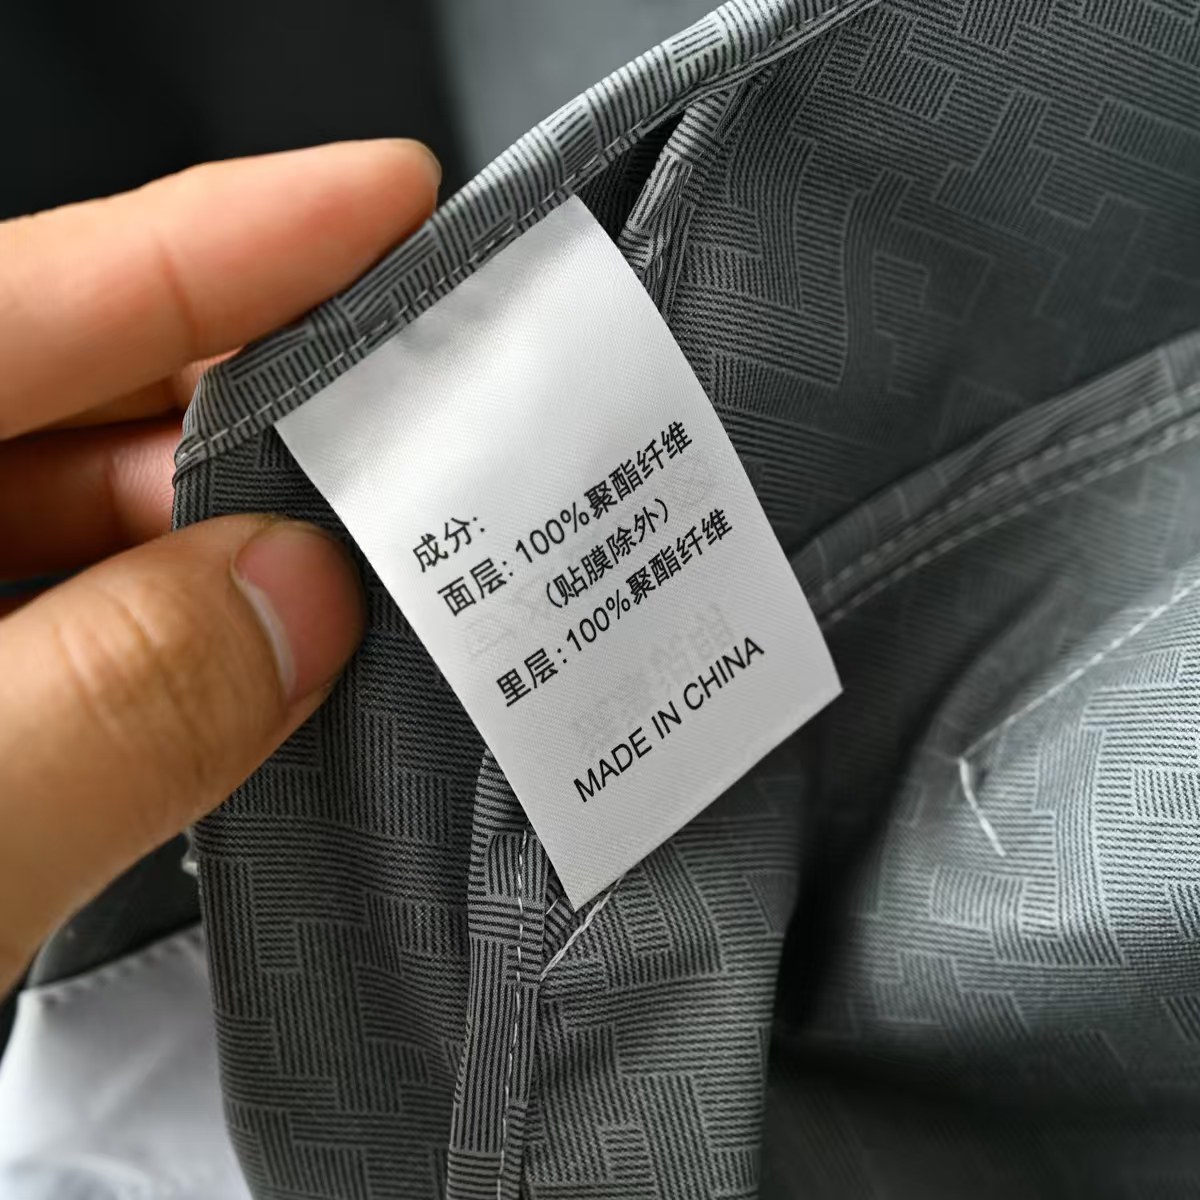 成分:
面层: 100%聚酯纤维
(贴膜除外)
里层: 100%聚酯纤维
MADE IN CHINA